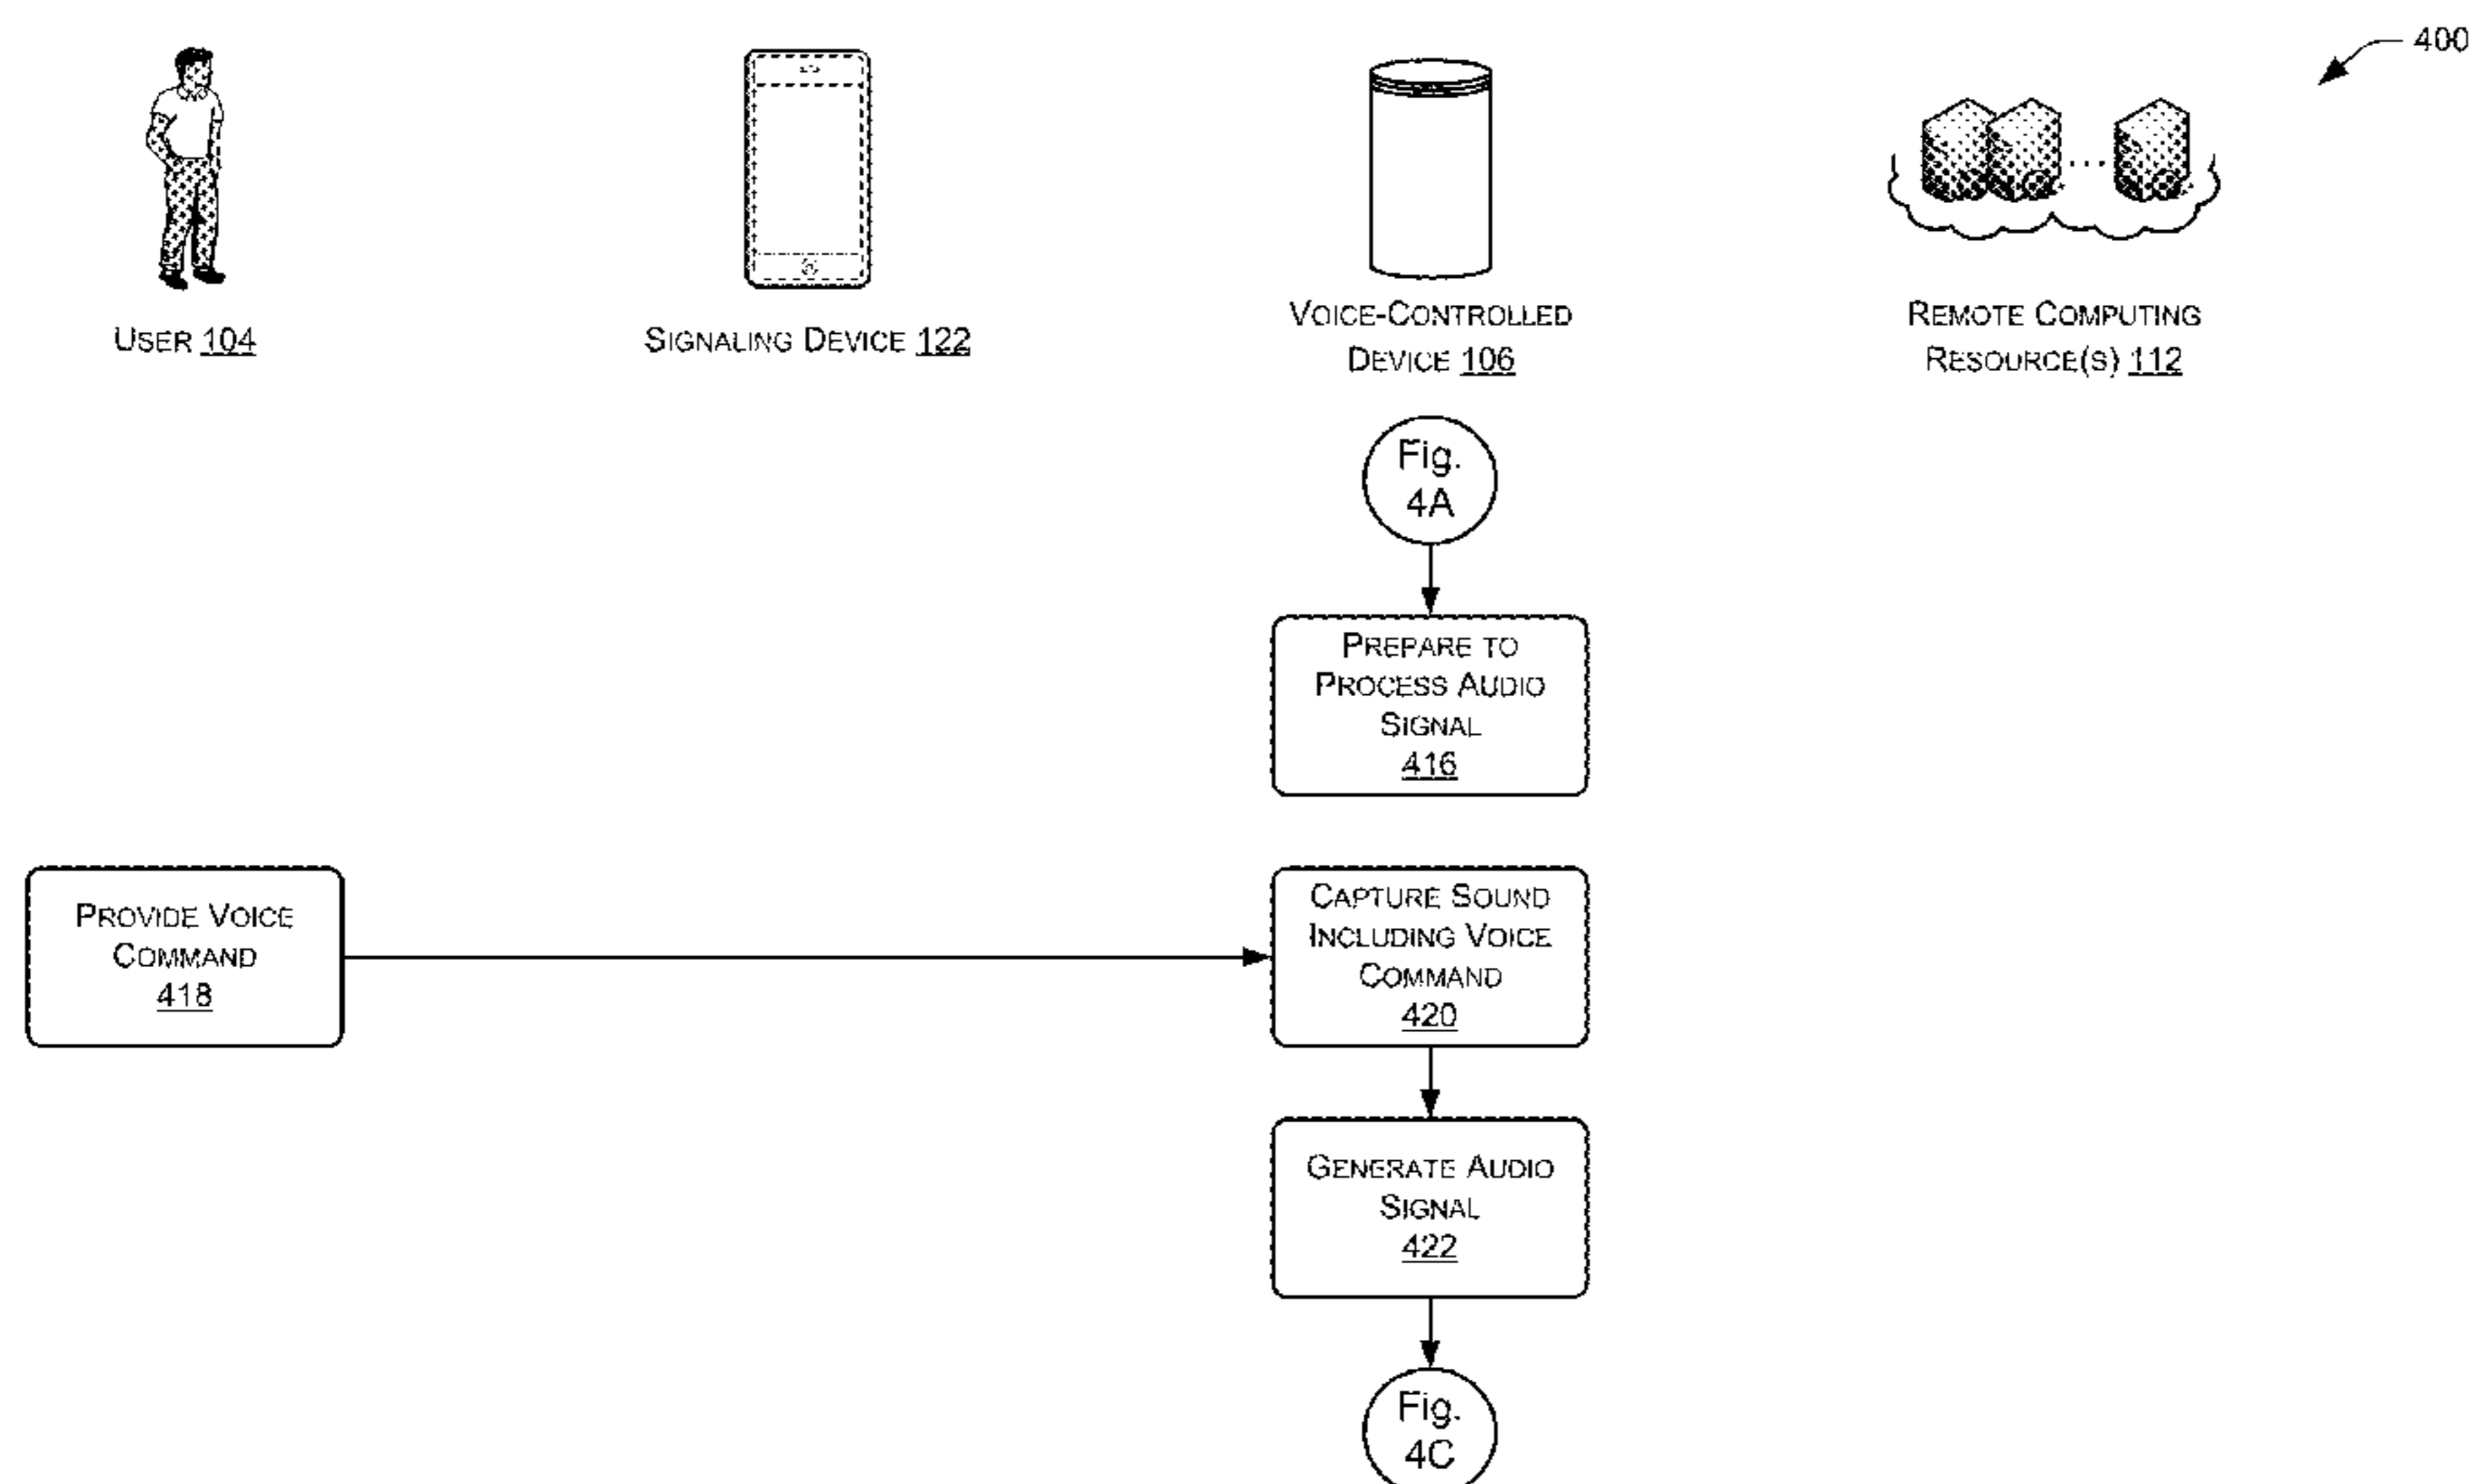 400
USER 104
SIGNALING DEVICE 122
VOICE-CONTROLLED
DEVICE 106
REMOTE COMPUTING
RESOURCE(S) 112
Fig.
4A
PREPARE TO
PROCESS AUDIO
SIGNAL
416
PROVIDE VOICE
COMMAND
418
CAPTURE SOUND
INCLUDING VOICE
COMMAND
420
GENERATE AUDIO
SIGNAL
422
Fig.
4C